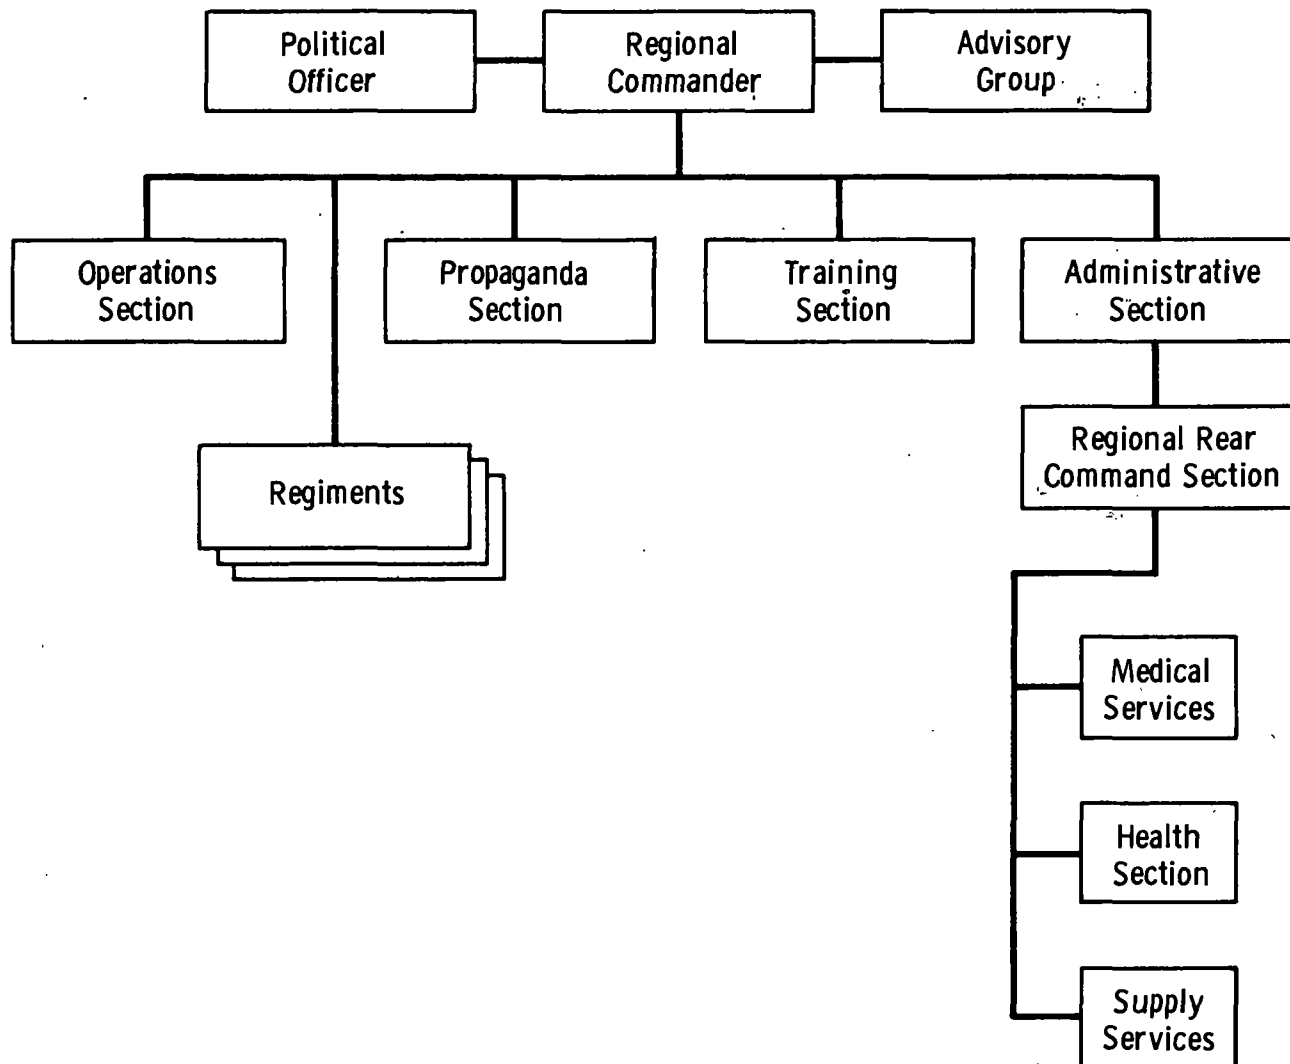 Political
Officer
Regional
Commander
Advisory
Group
Operations
Section
Propaganda
Section
Training
Section
Administrative
Section
Regiments
Regional Rear
Command Section
Medical
Services
Health
Section
Supply
Services